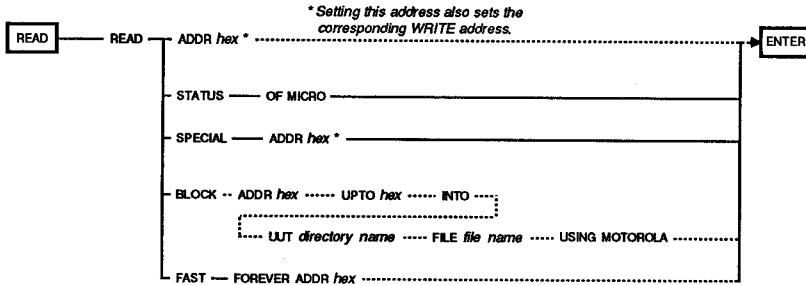 * Setting this address also sets the
corresponding WRITE address.
READ READ ADDR hex * ENTER
STATUS OF MICRO
SPECIAL ADDR hex *
BLOCK ADDR hex UPTO hex INTO
UUT directory name FILE file name USING MOTOROLA
FAST FOREVER ADDR hex